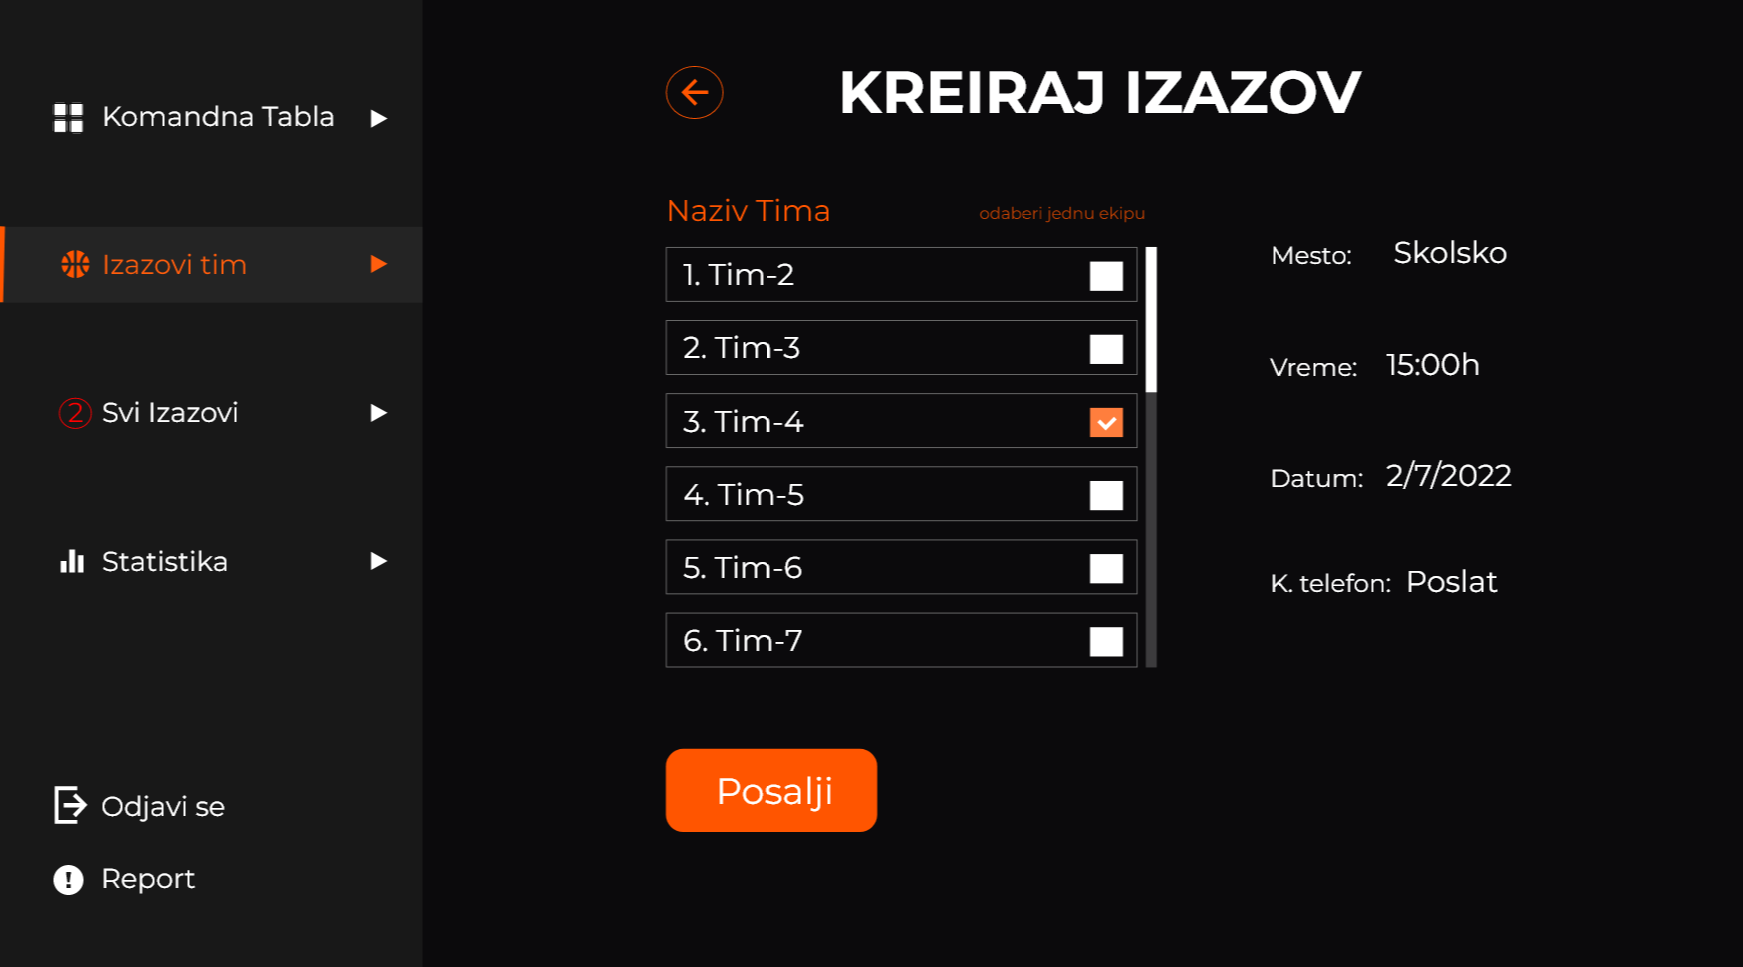 Komandna Tabla
Izazovi tim
2 Svi Izazovi
Statistika
Odjavi se
Report
KREIRAJ IZAZOV
Naziv Tima
odaberi jednu ekipu
1. Tim-2
2. Tim-3
3. Tim-4
4. Tim-5
5. Tim-6
6. Tim-7
Posalji
Mesto: Skolsko
Vreme: 15:00h
Datum: 2/7/2022
K. telefon: Poslat